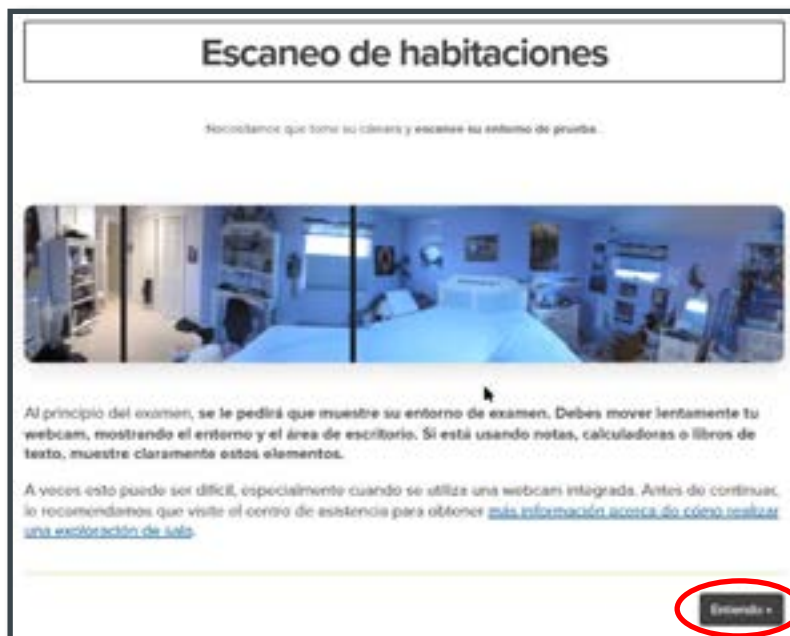 Escaneo de habitaciones
Necesitamos que tome su cámara y escanee su entorno de prueba.
Al principio del examen, se le pedirá que muestre su entorno de examen. Debes mover lentamente tu
webcam, mostrando el entorno y el área de escritorio. Si está usando notas, calculadoras o libros de
texto, muestre claramente estos elementos.
A veces esto puede ser difícil, especialmente cuando se utiliza una webcam integrada. Antes de continuar,
le recomendamos que visite el centro de asistencia para obtener más información acerca de cómo realizar
una exploración de sala.
Entiendo »